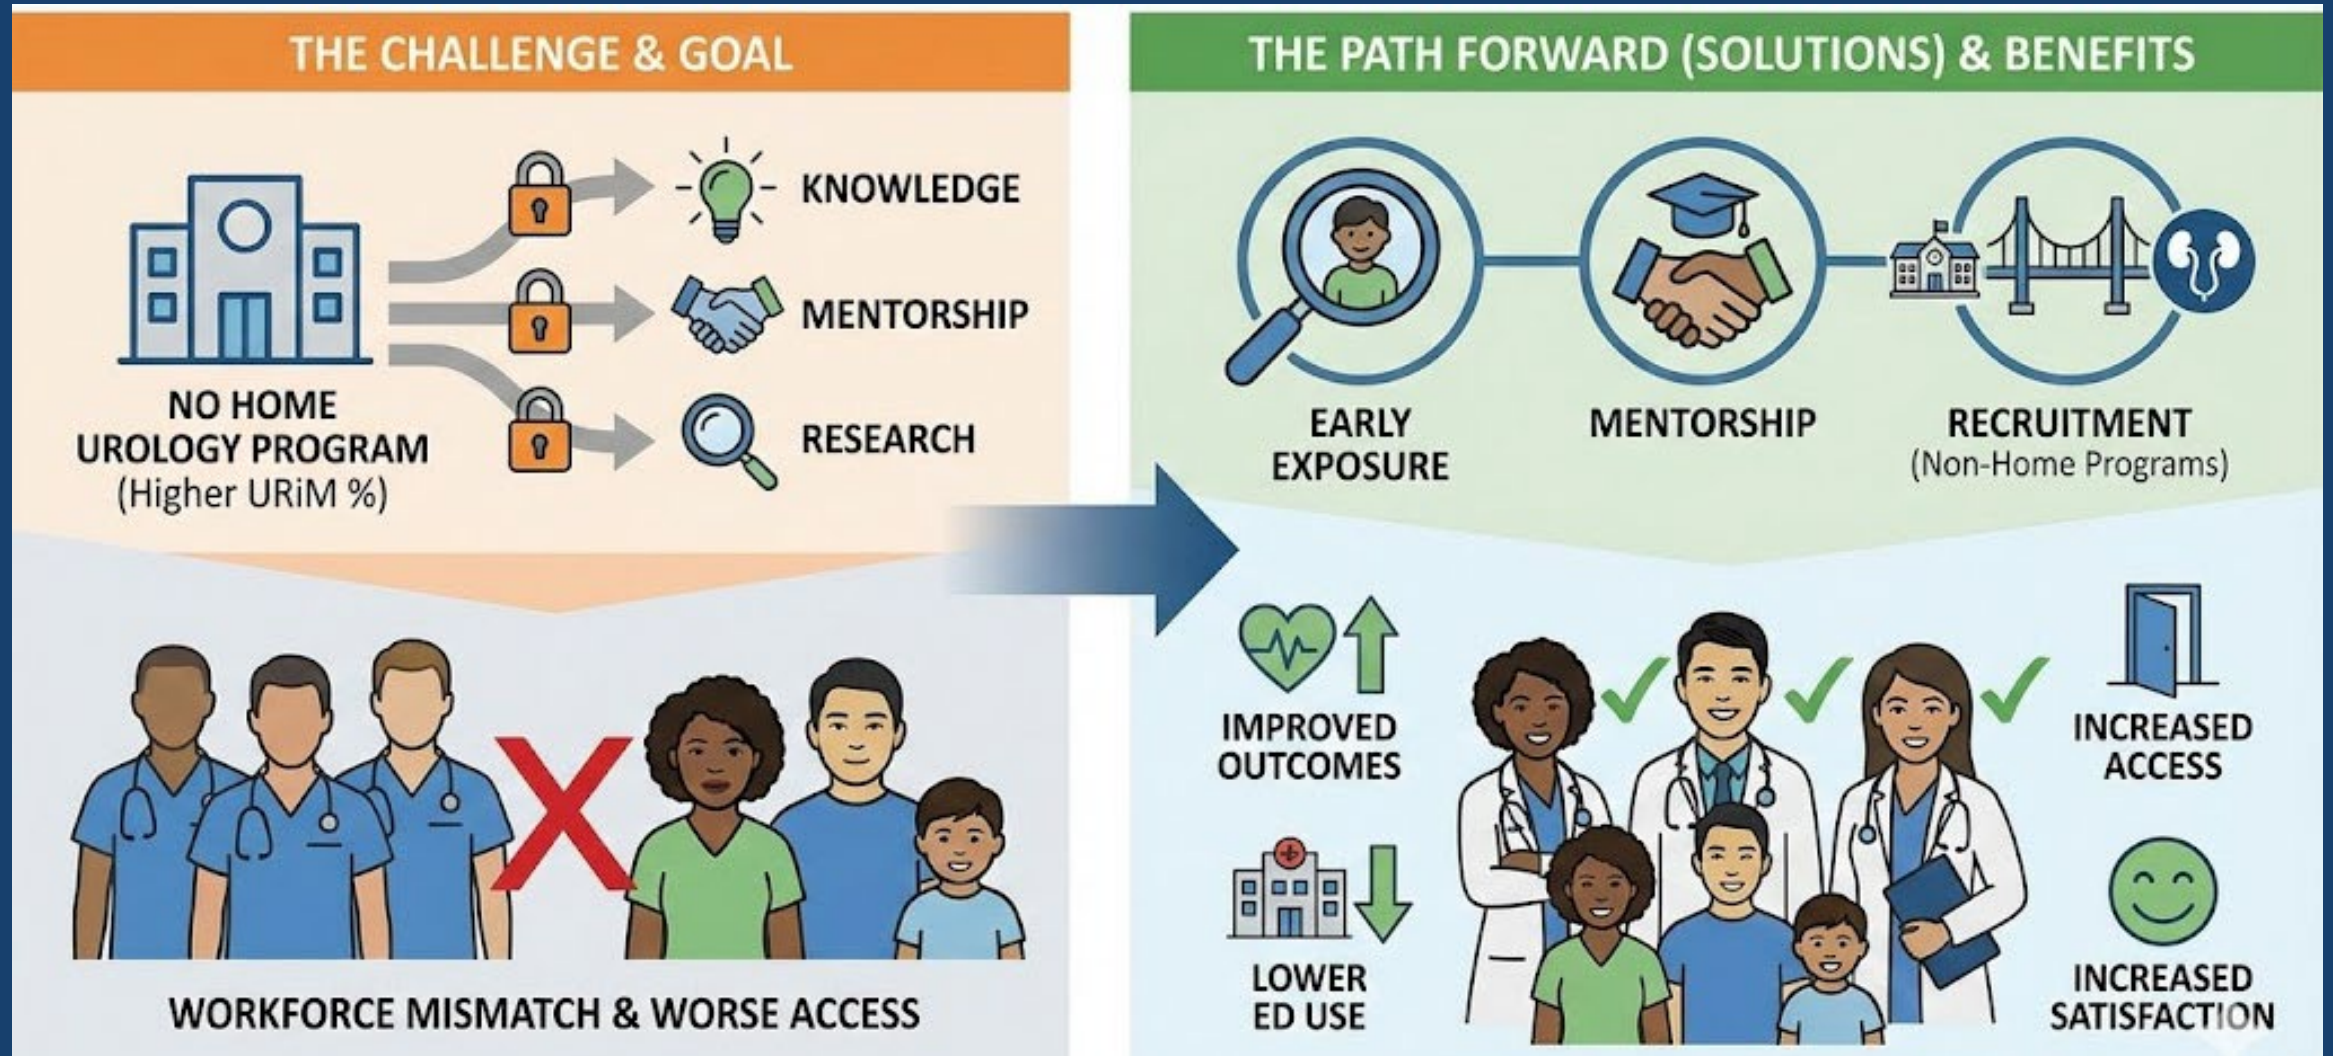 THE CHALLENGE & GOAL
KNOWLEDGE
MENTORSHIP
RESEARCH
NO HOME
UROLOGY PROGRAM
(Higher URiM %)
WORKFORCE MISMATCH & WORSE ACCESS
THE PATH FORWARD (SOLUTIONS) & BENEFITS
EARLY
EXPOSURE
MENTORSHIP
RECRUITMENT
(Non-Home Programs)
IMPROVED
OUTCOMES
INCREASED
ACCESS
LOWER
ED USE
INCREASED
SATISFACTION